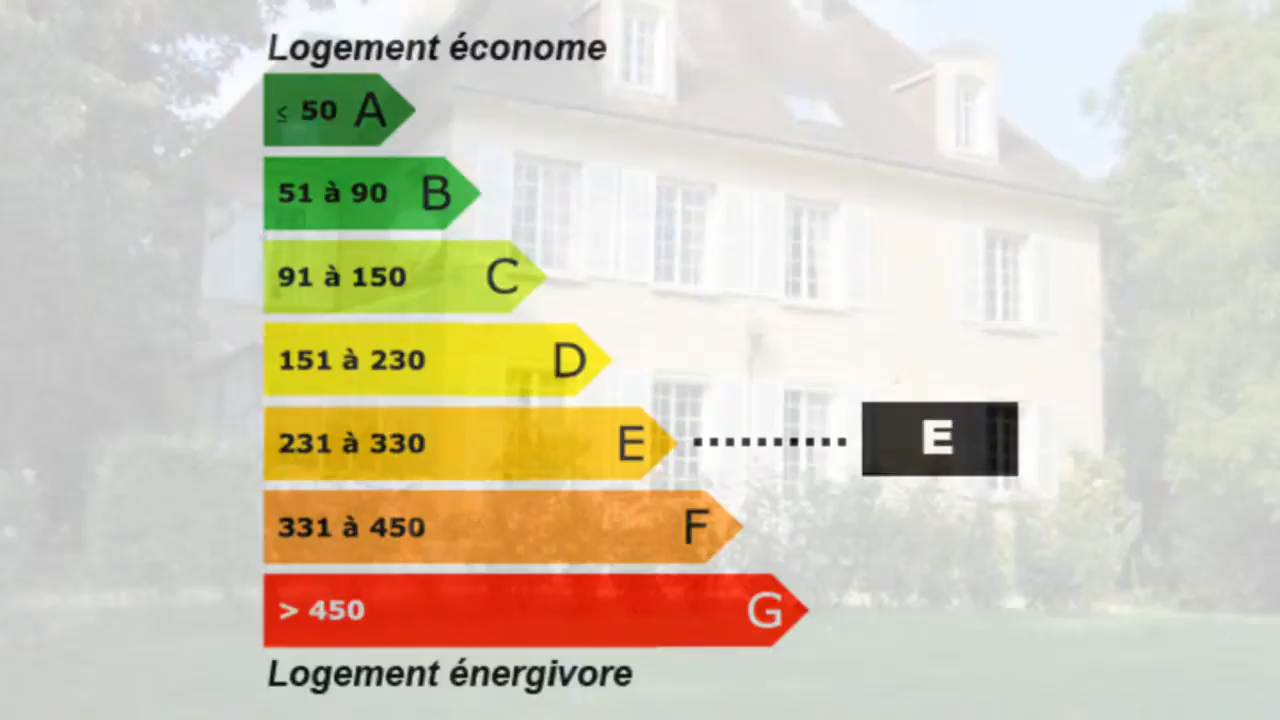 Logement économe
≤ 50 A
51 à 90 B
91 à 150 C
151 à 230 D
231 à 330 E E
331 à 450 F
> 450 G
Logement énergivore